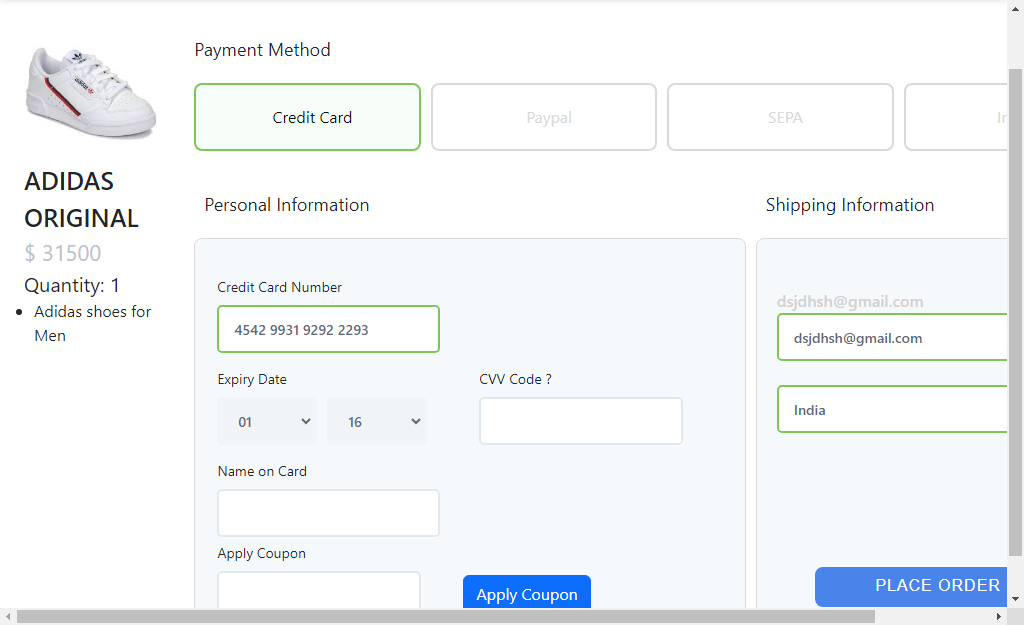 Payment Method
Credit Card
Paypal
SEPA
ADIDAS
ORIGINAL
$ 31500
Quantity: 1
Adidas shoes for
Men
Personal Information
Credit Card Number
4542 9931 9292 2293
Expiry Date
CVV Code ?
01
16
Name on Card
Apply Coupon
Apply Coupon
Shipping Information
dsjdhsh@gmail.com
dsjdhsh@gmail.com
India
PLACE ORDER